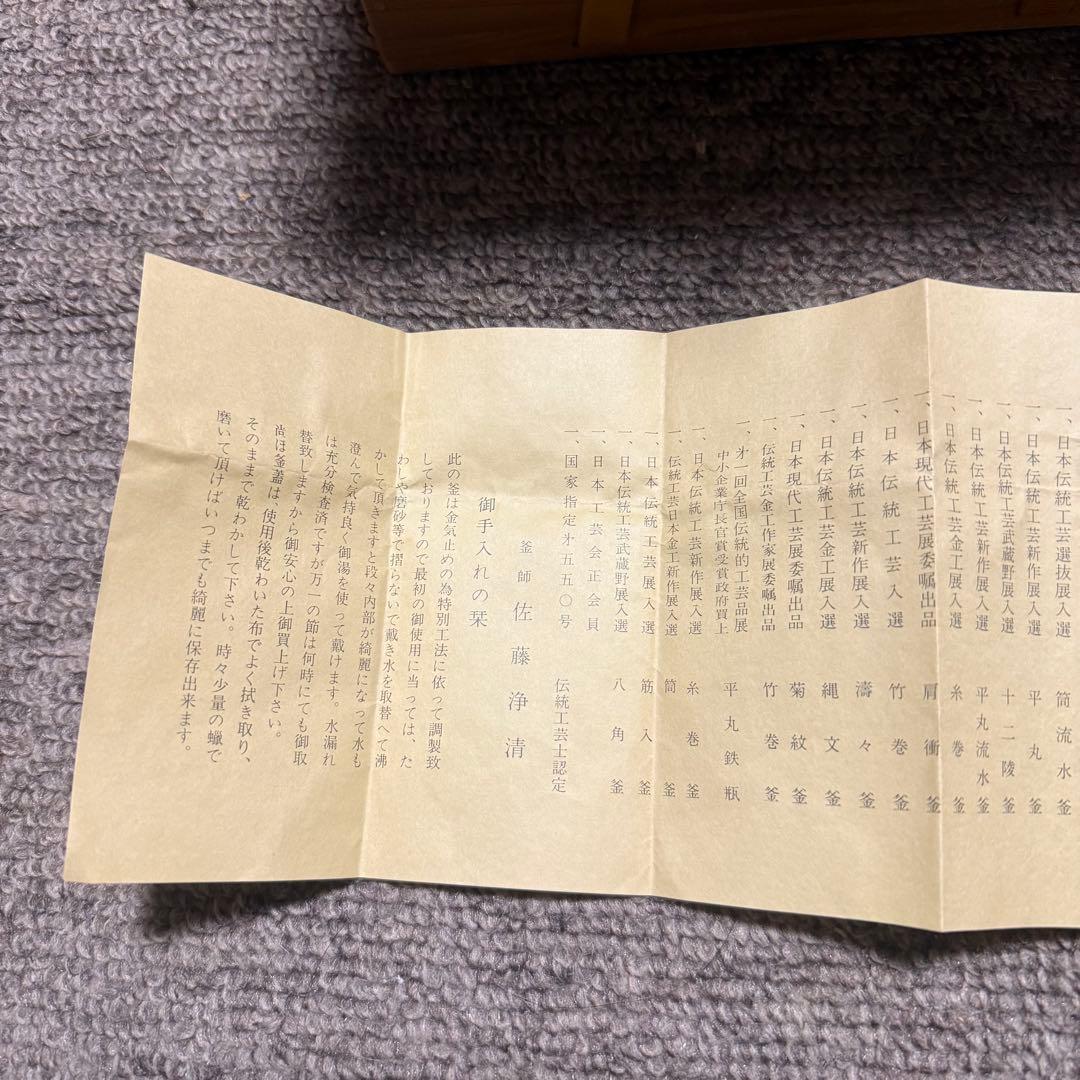 一、日本伝統工芸選抜展入選 筒流水釜
一、日本伝統工芸武蔵野展入選 平丸釜
一、日本伝統工芸新作展入選 十二陵釜
一、日本伝統工芸金工展入選 平丸流水釜
一、日本伝統工芸新作展入選 糸巻釜
一、日本現代工芸展委嘱出品 肩衝釜
一、日本伝統工芸入選 竹巻釜
一、日本伝統工芸新作展入選 濤々釜
一、日本伝統工芸金工展入選 縄文釜
一、日本現代工芸展委嘱出品 菊紋釜
一、伝統工芸金工作家展委嘱出品 竹巻釜
一、第一回全国伝統的工芸品展
中小企業庁長官賞受賞政府買上 平丸鉄瓶
一、日本伝統工芸新作展入選 糸巻釜
一、伝統工芸日本金工新作展入選 筒釜
一、日本伝統工芸展入選 筋入釜
一、日本伝統工芸武蔵野展入選 八角釜
一、日本工芸会正会員
一、国家指定才五五〇号 伝統工芸士認定
釜師 佐藤浄清
御手入れの栞
此の釜は金気止めの為特別工法に依って調製致
しておりますので最初の御使用に当っては、た
わしや磨砂等で摺らないで戴き水を取替へて沸
かして頂きますと段々内部が綺麗になって水も
澄んで気持良く御湯を使って戴けます。水漏れ
は充分検査済ですが万一の節は何時にても御取
替致しますから御安心の上御買上げ下さい。
尚ほ釜蓋は使用後乾わいた布でよく拭き取り、
そのままで乾わかして下さい。時々少量の蠟で
磨いて頂けばいつまでも綺麗に保存出来ます。